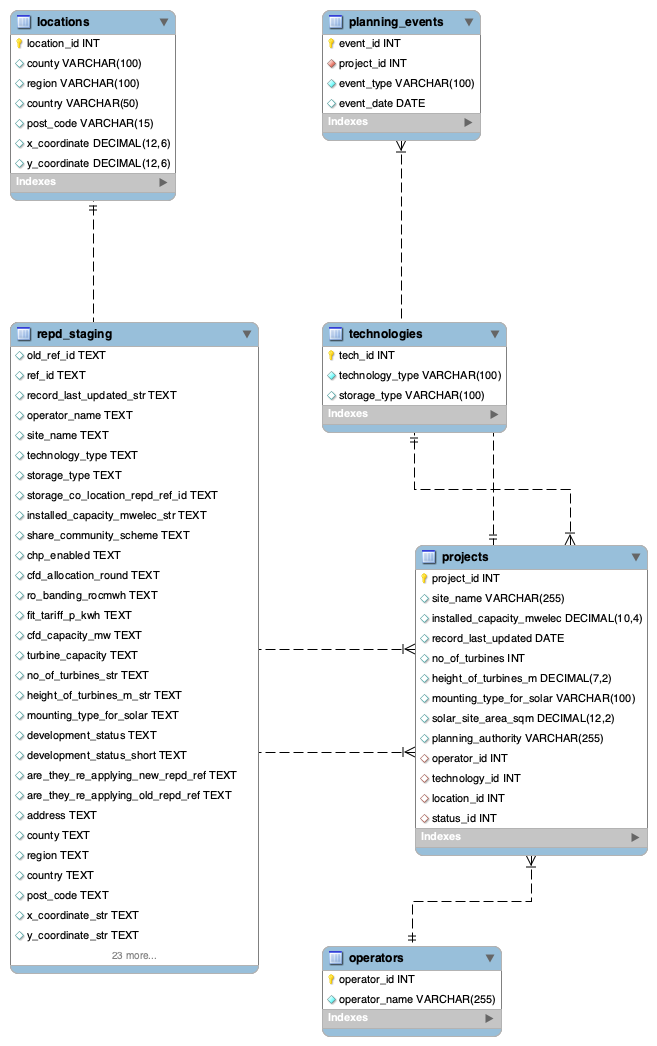 locations
location_id INT
county VARCHAR(100)
region VARCHAR(100)
country VARCHAR(50)
post_code VARCHAR(15)
x_coordinate DECIMAL(12,6)
y_coordinate DECIMAL(12,6)
Indexes
planning_events
event_id INT
project_id INT
event_type VARCHAR(100)
event_date DATE
Indexes
repd_staging
old_ref_id TEXT
ref_id TEXT
record_last_updated_str TEXT
operator_name TEXT
site_name TEXT
technology_type TEXT
storage_type TEXT
storage_co_location_repd_ref_id TEXT
installed_capacity_mwelec_str TEXT
share_community_scheme TEXT
chp_enabled TEXT
cfd_allocation_round TEXT
ro_banding_rocmwh TEXT
fit_tariff_p_kwh TEXT
cfd_capacity_mw TEXT
turbine_capacity TEXT
no_of_turbines_str TEXT
height_of_turbines_m_str TEXT
mounting_type_for_solar TEXT
development_status TEXT
development_status_short TEXT
are_they_re_applying_new_repd_ref TEXT
are_they_re_applying_old_repd_ref TEXT
address TEXT
county TEXT
region TEXT
country TEXT
post_code TEXT
x_coordinate_str TEXT
y_coordinate_str TEXT
23 more...
technologies
tech_id INT
technology_type VARCHAR(100)
storage_type VARCHAR(100)
Indexes
projects
project_id INT
site_name VARCHAR(255)
installed_capacity_mwelec DECIMAL(10,4)
record_last_updated DATE
no_of_turbines INT
height_of_turbines_m DECIMAL(7,2)
mounting_type_for_solar VARCHAR(100)
solar_site_area_sqm DECIMAL(12,2)
planning_authority VARCHAR(255)
operator_id INT
technology_id INT
location_id INT
status_id INT
Indexes
operators
operator_id INT
operator_name VARCHAR(255)
Indexes